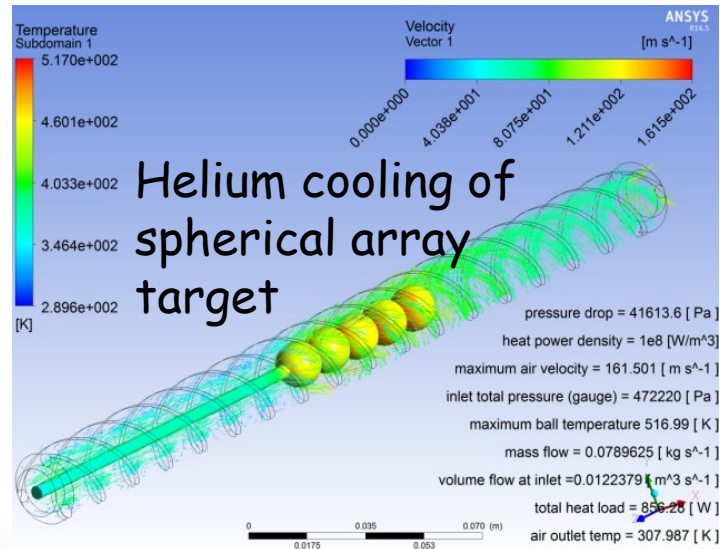 Temperature
Subdomain 1
5.170e+002
4.601e+002
4.033e+002
3.464e+002
2.896e+002
[K]
Velocity
Vector 1
[m s^-1]
0.000e+000
4.038e+001
8.075e+001
1.211e+002
1.615e+002
ANSYS
R14.5
Helium cooling of
spherical array
target
pressure drop = 41613.6 [ Pa ]
heat power density = 1e8 [W/m^3]
maximum air velocity = 161.501 [ m s^-1 ]
inlet total pressure (gauge) = 472220 [ Pa ]
maximum ball temperature 516.99 [ K ]
mass flow = 0.0789625 [ kg s^-1 ]
volume flow at inlet =0.0122379 [ m^3 s^-1 ]
total heat load = 856.28 [ W ]
air outlet temp = 307.987 [ K ]
Y
X
Z
0
0.035
0.070 (m)
0.0175
0.053